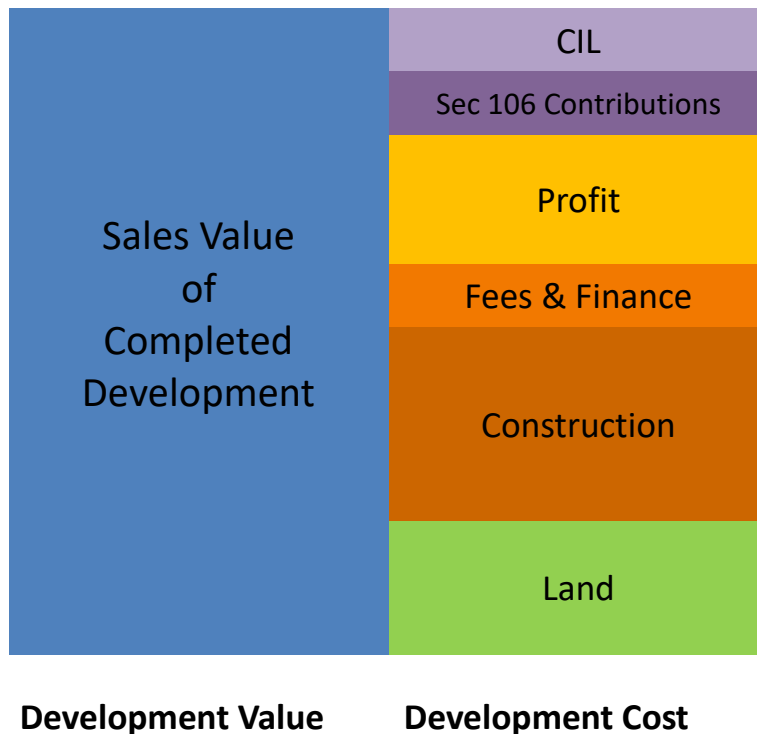 Sales Value
of
Completed
Development
CIL
Sec 106 Contributions
Profit
Fees & Finance
Construction
Land
Development Value
Development Cost